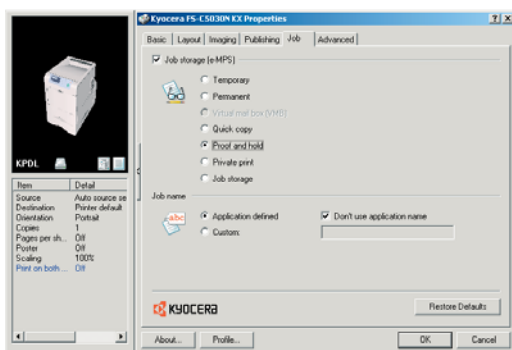 Kyocera FS-C5030N KX Properties
Basic Layout Imaging Publishing Job Advanced
Job storage (e-MPS)
Temporary
Permanent
Virtual mail box (VMB)
Quick copy
Proof and hold
Private print
Job storage
Job name
abc
Application defined
Don't use application name
Custom:
KYOCERA
Restore Defaults
About... Profile... OK Cancel
KPDL
Item Detail
Source Auto source se
Destination Printer default
Orientation Portrait
Copies 1
Pages per sh... Off
Poster Off
Scaling 100%
Print on both ... Off